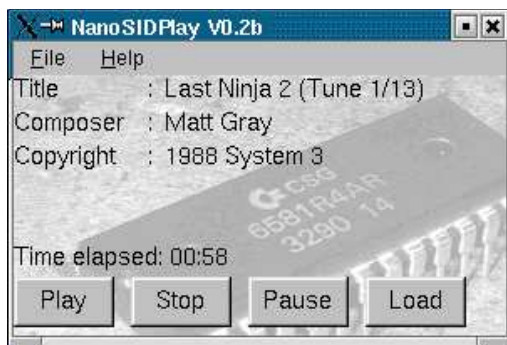 NanoSIDPlay V0.2b
File Help
Title : Last Ninja 2 (Tune 1/13)
Composer : Matt Gray
Copyright : 1988 System 3
CSG
6581R4AR
3290 14
Time elapsed: 00:58
Play Stop Pause Load